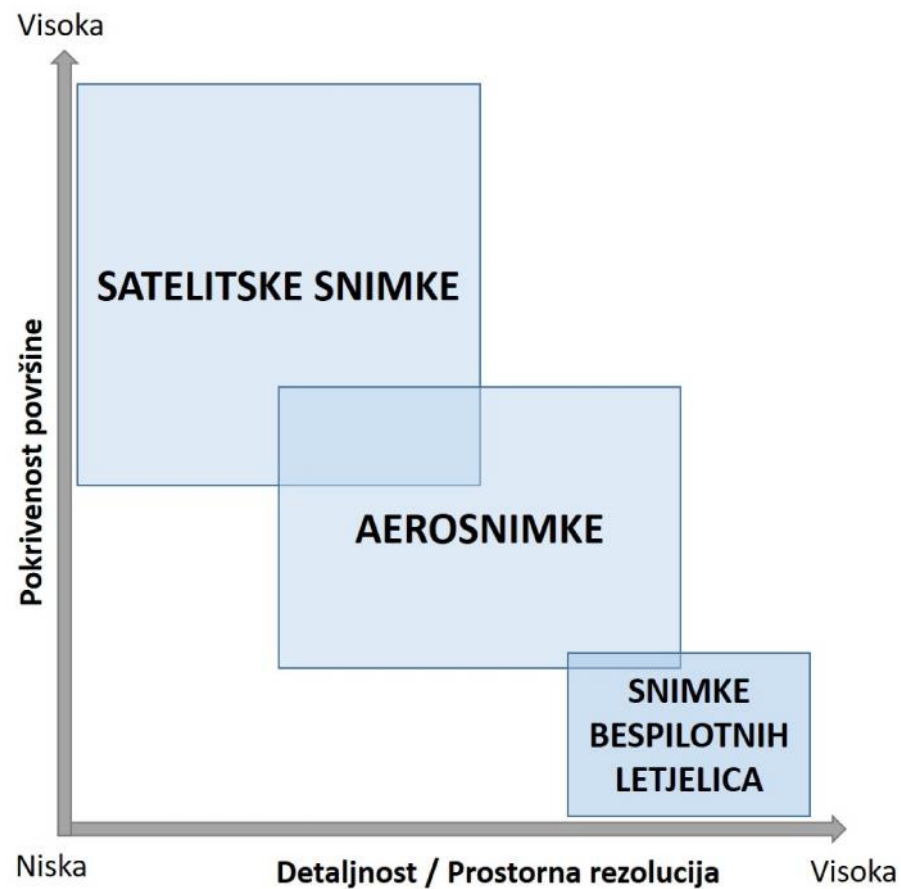 Visoka
SATELITSKE SNIMKE
Pokrivenost površine
AEROSNIMKE
SNIMKE
BESPILOTNIH
LETJELICA
Niska
Detaljnost / Prostorna rezolucija
Visoka